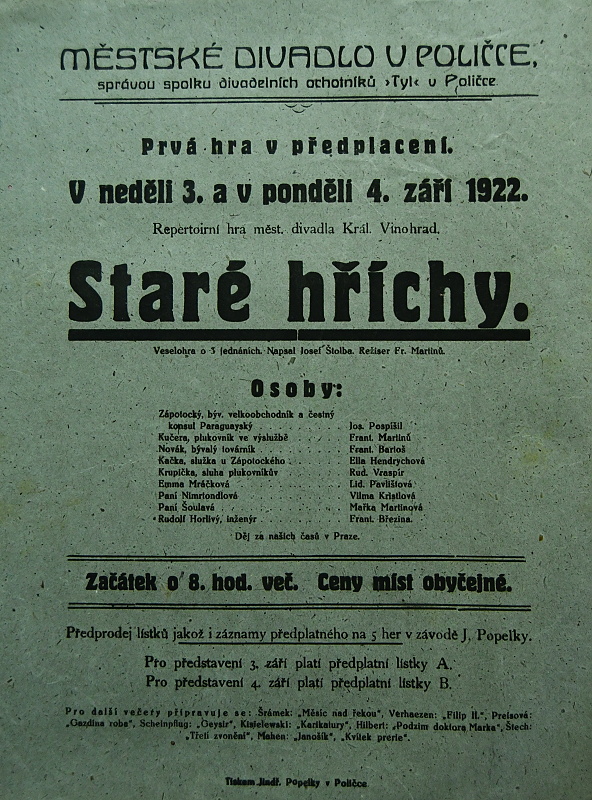 MĚSTSKÉ DIVADLO V POLIČCE,
správou spolku divadelních ochotníků ›Tyl‹ v Poličce.
Prvá hra v předplacení.
V neděli 3. a v pondělí 4. září 1922.
Repertoirní hra měst. divadla Král. Vinohrad.
Staré hříchy.
Veselohra o 3 jednáních. Napsal Josef Štolba. Režiser Fr. Martinů.
Osoby:
Zápotocký, býv. velkoobchodník a čestný
konsul Paraguayský . . . . . . Jos. Pospíšil
Kučera, plukovník ve výslužbě . . . . . Frant. Martinů
Novák, bývalý továrník . . . . . . Frant. Bartoš
Kačka, služka u Zápotockého . . . . . Ella Hendrychová
Krupička, sluha plukovníkův . . . . . Rud. Vraspír
Emma Mráčková . . . . . . . Lid. Pavlištová
Paní Nimrtondlová . . . . . . . Vilma Kristlová
Paní Šoulavá . . . . . . . . Mařka Martinová
Rudolf Horlivý, inženýr . . . . . . Frant. Březina.
Děj za našich časů v Praze.
Začátek o 8. hod. več. Ceny míst obyčejné.
Předprodej lístků jakož i záznamy předplatného na 5 her v závodě J. Popelky.
Pro představení 3. září platí předplatní lístky A.
Pro představení 4. září platí předplatní lístky B.
Pro další večery připravuje se: Šrámek: „Měsíc nad řekou", Verhaezen: „Filip II.", Preisová:
„Gazdina roba", Scheinpflug: „Geysir", Kisielewski: „Karikatury", Hilbert: „Podzim doktora Marka", Štech:
„Třetí zvonění", Mahen: „Janošík", „Kvítek prerie".
Tiskem Jindř. Popelky v Poličce.